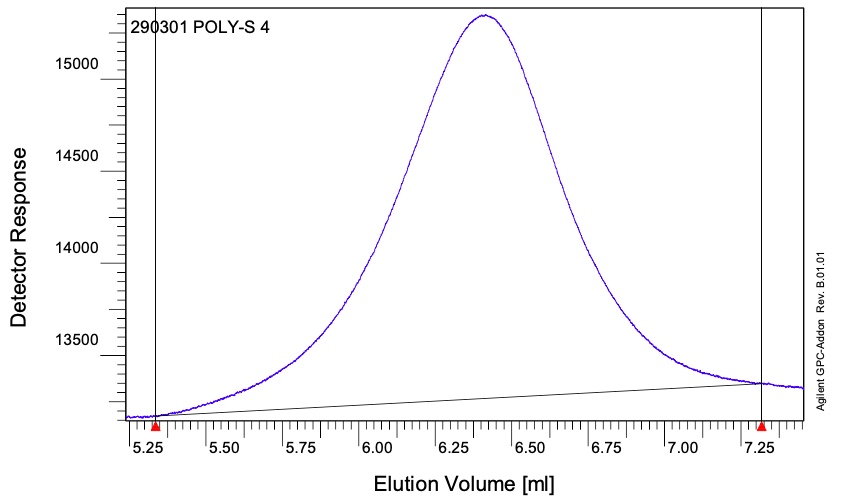 290301 POLY-S 4
15000
14500
14000
13500
Detector Response
5.25 5.50 5.75 6.00 6.25 6.50 6.75 7.00 7.25
Elution Volume [ml]
Agilent GPC-Addon Rev. B.01.01